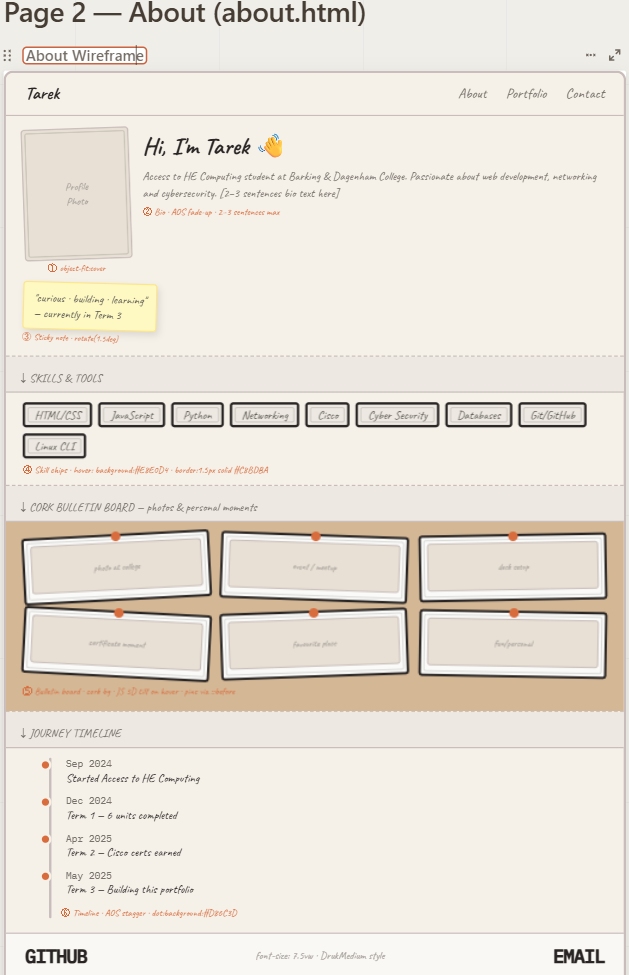 Page 2 — About (about.html)
About Wireframe
Tarek
About Portfolio Contact
Profile
Photo
Hi, I'm Tarek 👋
Access to HE Computing student at Barking & Dagenham College. Passionate about web development, networking
and cybersecurity. [2–3 sentences bio text here]
② Bio · AOS fade-up · 2-3 sentences max
① object-fit:cover
"curious · building · learning"
— currently in Term 3
③ Sticky note · rotate(1.5deg)
↓ SKILLS & TOOLS
HTML/CSS JavaScript Python Networking Cisco Cyber Security Databases Git/GitHub
Linux CLI
④ Skill chips · hover: background:#E8E0D4 · border:1.5px solid #C8BDBA
↓ CORK BULLETIN BOARD — photos & personal moments
photo at college
/ meetup
desk setup
certificate moment
favourite place
fun/personal
⑤ Bulletin board · cork bg · JS 3D tilt on hover · pins via ::before
↓ JOURNEY TIMELINE
Sep 2024
Started Access to HE Computing
Dec 2024
Term 1 — 6 units completed
Apr 2025
Term 2 — Cisco certs earned
May 2025
Term 3 — Building this portfolio
⑥ Timeline · AOS stagger · dot:background:
GITHUB
font-size: 7.5vw · DrukMedium style
EMAIL